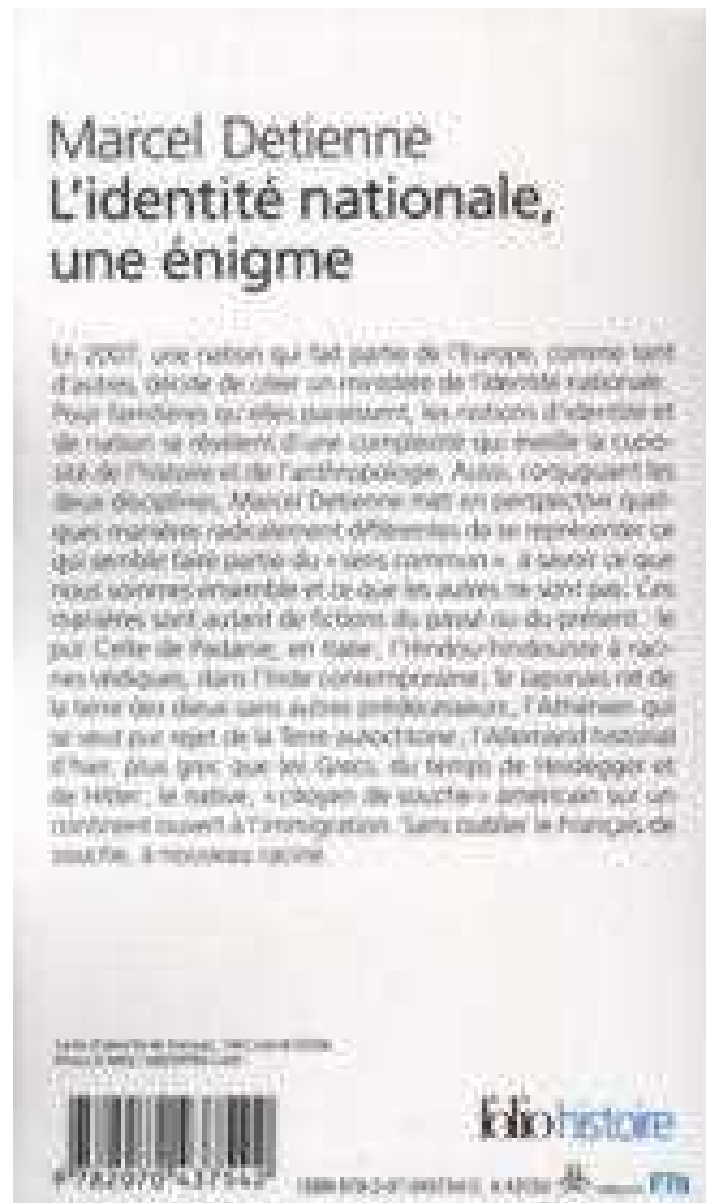 Marcel Detienne
L'identité nationale,
une énigme
En 2007, une nation qui fait partie de l'Europe, comme tant
d'autres, décide de créer un ministère de l'Identité nationale.
Pour familières qu'elles paraissent, les notions d'identité et
de nation se révèlent d'une complexité qui éveille la curio-
sité de l'histoire et de l'anthropologie. Aussi, conjuguant les
deux disciplines, Marcel Detienne met en perspective quel-
ques manières radicalement différentes de se représenter ce
qui semble faire partie du « sens commun », à savoir ce que
nous sommes ensemble et ce que les autres ne sont pas. Ces
manières sont autant de fictions du passé ou du présent : le
pur Celte de Padanie, en Italie ; l'Hindou hindouiste à raci-
nes védiques, dans l'Inde contemporaine ; le Japonais né de
la terre des dieux sans autres prédécesseurs ; l'Athénien qui
se veut pur rejet de la Terre autochtone ; l'Allemand historial
d'hier, plus grec que les Grecs, du temps de Heidegger et
de Hitler ; le native, « citoyen de souche » américain sur un
continent ouvert à l'immigration. Sans oublier le Français de
souche, à nouveau raciné.
folio histoire